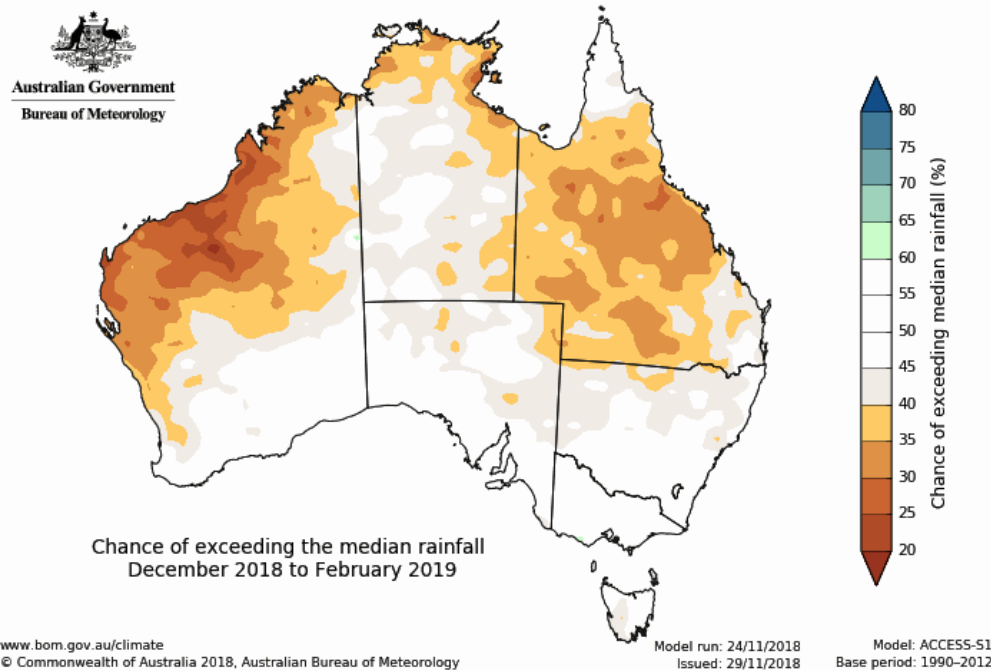 Australian Government
Bureau of Meteorology
80
75
70
65
60
55
50
45
40
35
30
25
20
Chance of exceeding median rainfall (%)
Chance of exceeding the median rainfall
December 2018 to February 2019
www.bom.gov.au/climate
© Commonwealth of Australia 2018, Australian Bureau of Meteorology
Model run: 24/11/2018
Issued: 29/11/2018
Model: ACCESS-S1
Base period: 1990–2012